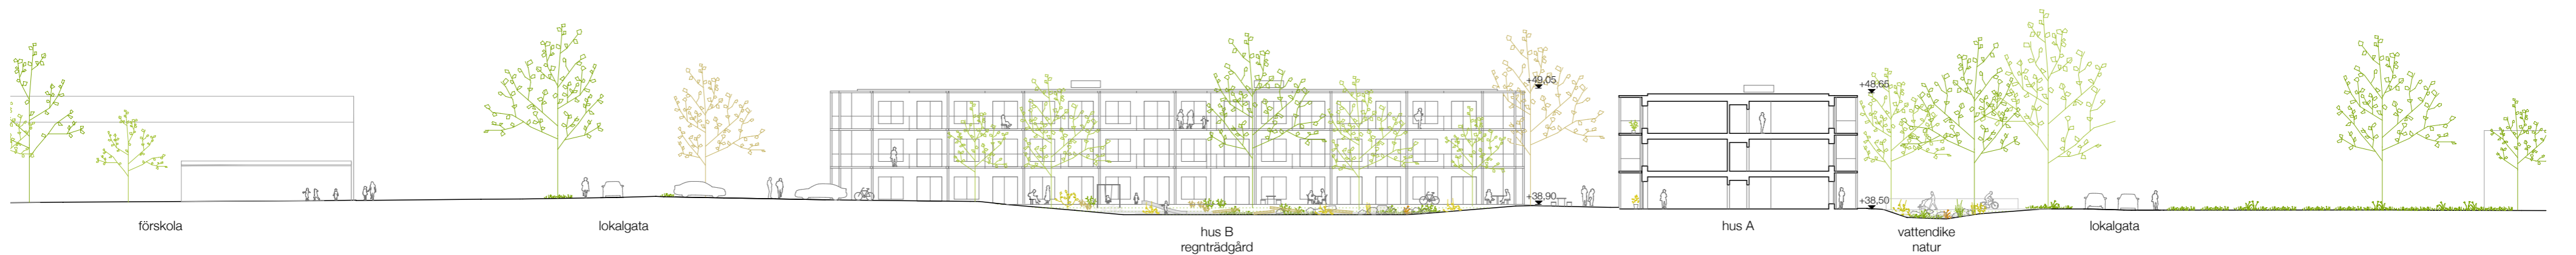 +49,05
+48,65
+38,90
+38,50
förskola
lokalgata
hus B
regnträdgård
hus A
vattendike
natur
lokalgata